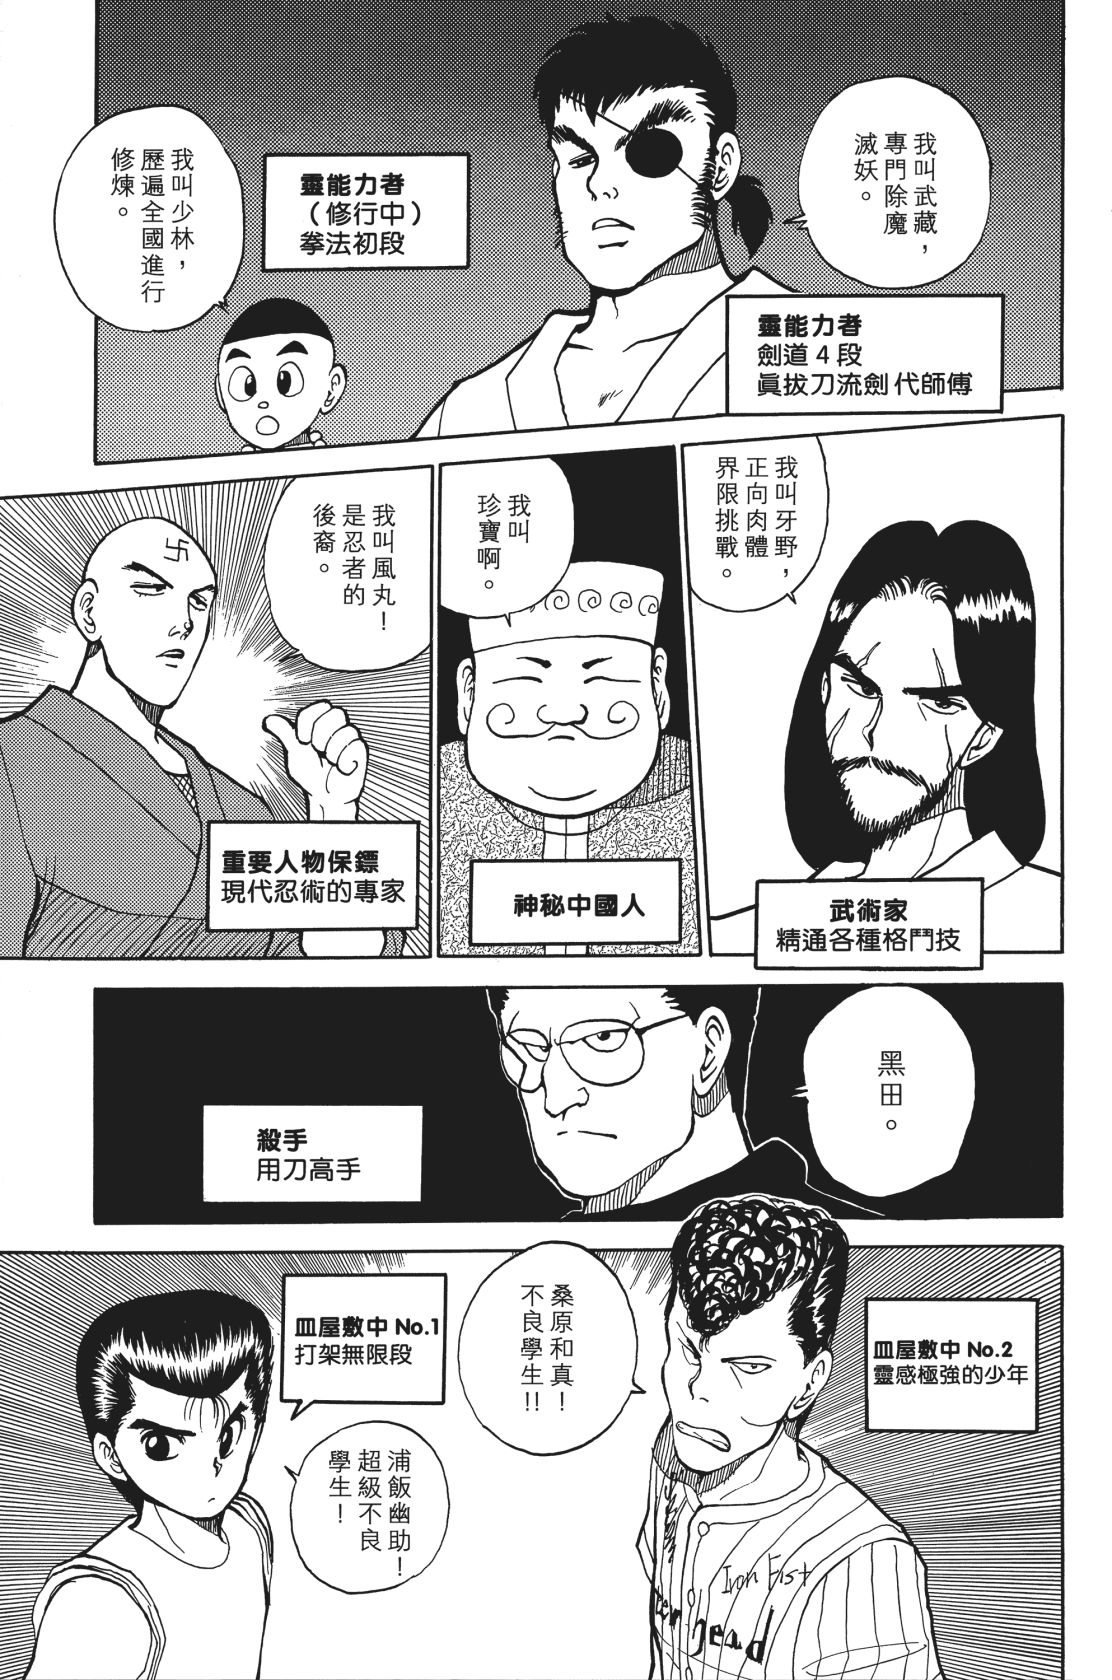 我叫武藏，
專門除魔
滅妖。
靈能力者
劍道4段
眞拔刀流劍代師傅
我叫少林，
歷遍全國進行
修煉。
靈能力者
（修行中）
拳法初段
我叫牙野，
正向肉體
界限挑戰。
武術家
精通各種格鬥技
我叫
珍寶啊。
神秘中國人
我叫風丸！
是忍者的
後裔。
卐
重要人物保鏢
現代忍術的專家
黑田。
殺手
用刀高手
桑原和真！
不良學生!!
皿屋敷中 No.2
靈感極強的少年
皿屋敷中 No.1
打架無限段
浦飯幽助！
超級不良
學生！
Iron Fist
head